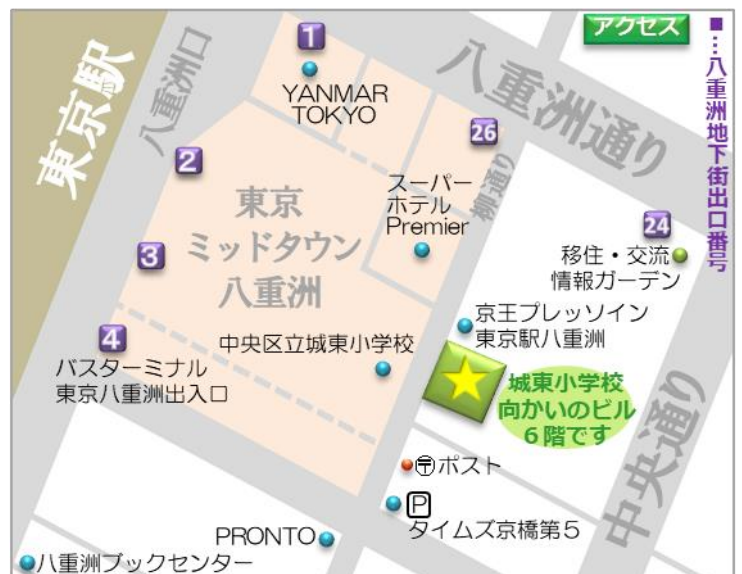 アクセス
■…八重洲地下街出口番号
東京駅
八重洲口
八重洲通り
1
YANMAR
TOKYO
26
柳通り
2
スーパー
ホテル
Premier
東京
ミッドタウン
八重洲
24
移住・交流
情報ガーデン
3
京王プレッソイン
東京駅八重洲
4
バスターミナル
東京八重洲出入口
中央区立城東小学校
城東小学校
向かいのビル
6階です
中央通り
〒ポスト
P
タイムズ京橋第5
PRONTO
八重洲ブックセンター